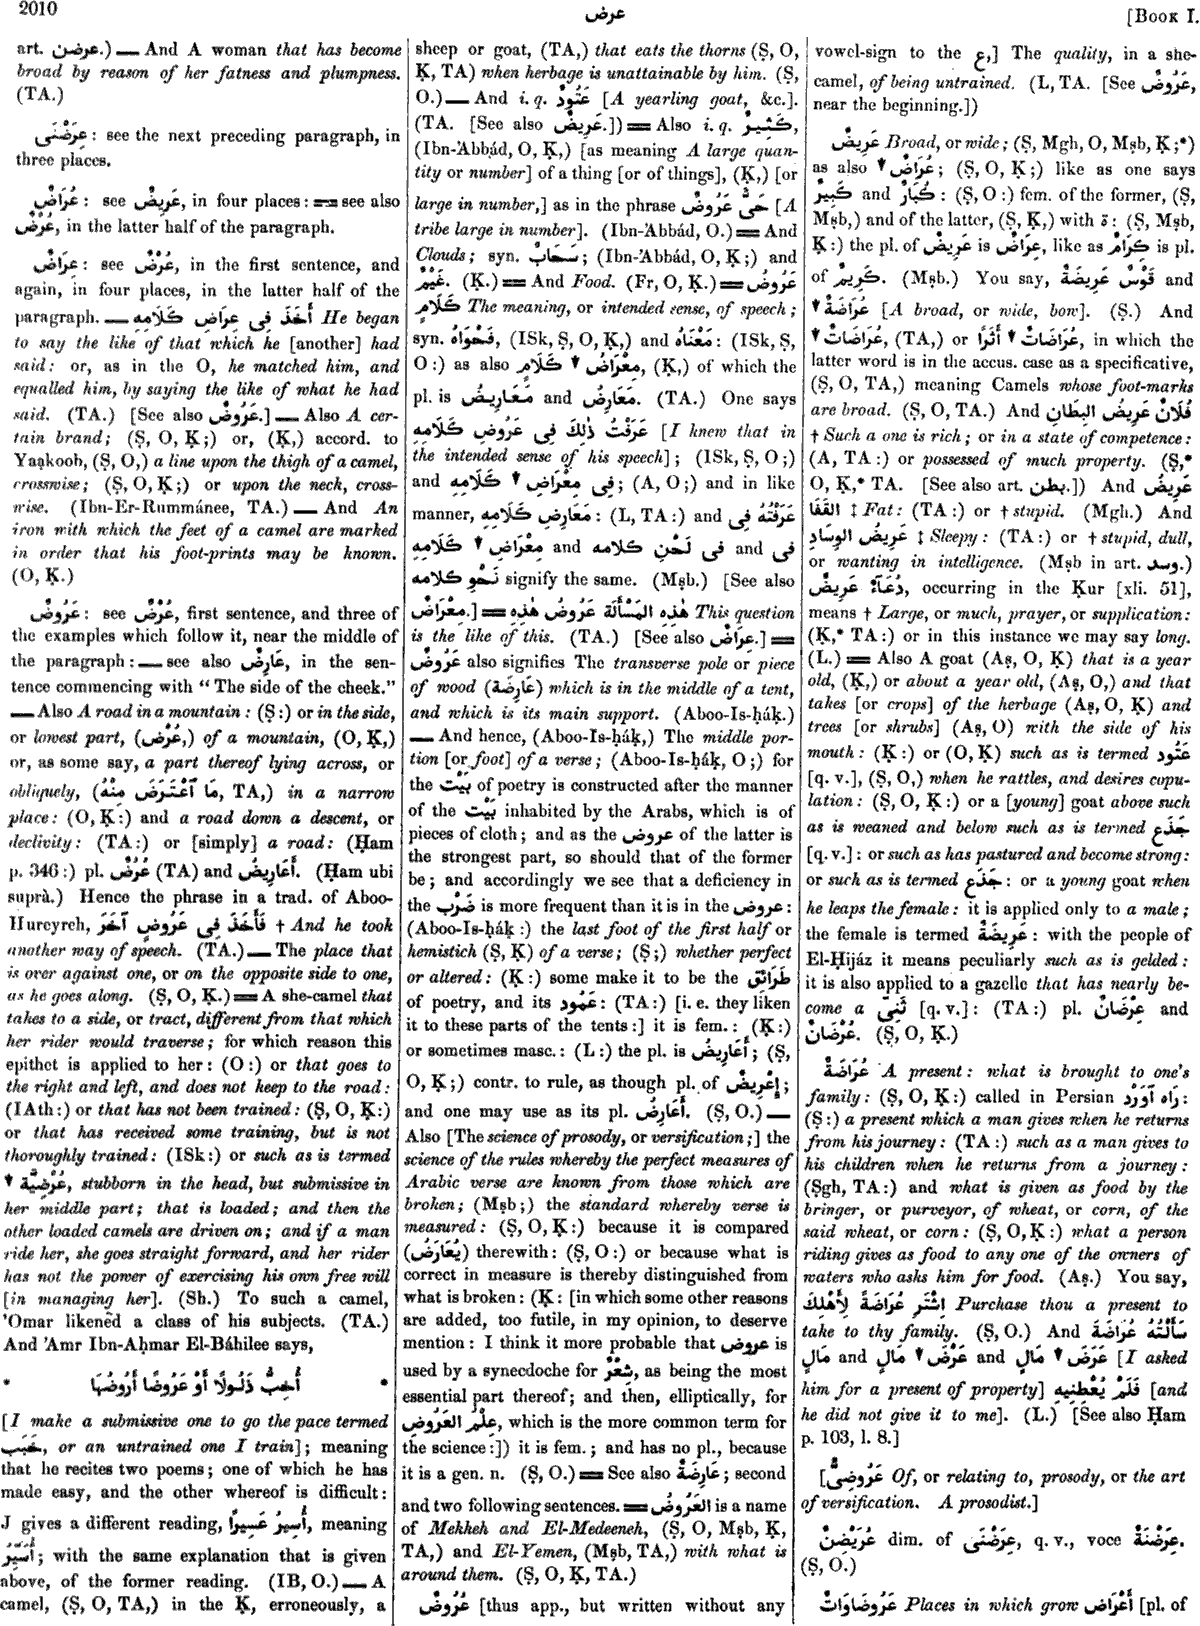 2010
عرض
[BOOK I.
art. عرضن.) — And A woman that has become
broad by reason of her fatness and plumpness.
(TA.)
عِرَضْنَى: see the next preceding paragraph, in
three places.
عُرَاضٌ: see عَرِيضٌ, in four places: = see also
عُرُضٌ, in the latter half of the paragraph.
عِرَاضٌ: see عُرْضٌ, in the first sentence, and
again, in four places, in the latter half of the
paragraph. — أَخَذَ فِى عِرَاضِ كَلَامِهِ He began
to say the like of that which he [another] had
said: or, as in the O, he matched him, and
equalled him, by saying the like of what he had
said. (TA.) [See also عَرُوضٌ.] — Also A cer-
tain brand; (Ṣ, O, Ḳ;) or, (Ḳ,) accord. to
Yaạḳoob, (Ṣ, O,) a line upon the thigh of a camel,
crosswise; (Ṣ, O, Ḳ;) or upon the neck, cross-
wise. (Ibn-Er-Rummánee, TA.) — And An
iron with which the feet of a camel are marked
in order that his foot-prints may be known.
(O, Ḳ.)
عَرُوضٌ: see عُرْضٌ, first sentence, and three of
the examples which follow it, near the middle of
the paragraph: — see also عَارِضٌ, in the sen-
tence commencing with “The side of the cheek.”
— Also A road in a mountain: (Ṣ:) or in the side,
or lowest part, (عُرْض,) of a mountain, (O, Ḳ,)
or, as some say, a part thereof lying across, or
obliquely, (مَا ٱعْتَرَضَ مِنْهُ, TA,) in a narrow
place: (O, Ḳ:) and a road down a descent, or
declivity: (TA:) or [simply] a road: (Ḥam
p. 346:) pl. عُرُضٌ (TA) and أَعَارِيضُ. (Ḥam ubi
suprà.) Hence the phrase in a trad. of Aboo-
Hureyreh, فَأَخَذَ فِى عَرُوضٍ آخَرَ † And he took
another way of speech. (TA.) — The place that
is over against one, or on the opposite side to one,
as he goes along. (Ṣ, O, Ḳ.) = A she-camel that
takes to a side, or tract, different from that which
her rider would traverse; for which reason this
epithet is applied to her: (O:) or that goes to
the right and left, and does not keep to the road:
(IAth:) or that has not been trained: (Ṣ, O, Ḳ:)
or that has received some training, but is not
thoroughly trained: (ISk:) or such as is termed
▼ عُرْضِيَّة, stubborn in the head, but submissive in
her middle part; that is loaded; and then the
other loaded camels are driven on; and if a man
ride her, she goes straight forward, and her rider
has not the power of exercising his own free will
[in managing her]. (Sh.) To such a camel,
'Omar likened a class of his subjects. (TA.)
And 'Amr Ibn-Aḥmar El-Báhilee says,
* أُخِبُّ ذَلُولًا أَوْ عَرُوضًا أَرُوضُهَا *
[I make a submissive one to go the pace termed
خَبَب, or an untrained one I train]; meaning
that he recites two poems; one of which he has
made easy, and the other whereof is difficult:
J gives a different reading, أُسِيرُ عَسِيرًا, meaning
أُسَيِّرُ; with the same explanation that is given
above, of the former reading. (IB, O.) — A
camel, (Ṣ, O, TA,) in the Ḳ, erroneously, a
sheep or goat, (TA,) that eats the thorns (Ṣ, O,
Ḳ, TA) when herbage is unattainable by him. (Ṣ,
O.) — And i. q. عَتُودٌ [A yearling goat, &c.].
(TA. [See also عَرِيضٌ.]) = Also i. q. كَثِيرٌ,
(Ibn-'Abbád, O, Ḳ,) [as meaning A large quan-
tity or number] of a thing [or of things], (Ḳ,) [or
large in number,] as in the phrase حَىٌّ عَرُوضٌ [A
tribe large in number]. (Ibn-'Abbád, O.) = And
Clouds; syn. سَحَابٌ; (Ibn-'Abbád, O, Ḳ;) and
غَيْمٌ. (Ḳ.) = And Food. (Fr, O, Ḳ.) = عَرُوضُ
كَلَامٍ The meaning, or intended sense, of speech;
syn. فَحْوَاهُ, (ISk, Ṣ, O, Ḳ,) and مَعْنَاهُ: (ISk, Ṣ,
O:) as also ▼ مِعْرَاضُ كَلَامٍ, (Ḳ,) of which the
pl. is مَعَارِيضُ and مَعَارِضُ. (TA.) One says
عَرَفْتُ ذٰلِكَ فِى عَرُوضِ كَلَامِهِ [I knew that in
the intended sense of his speech]; (ISk, Ṣ, O;)
and ▼ فِى مِعْرَاضِ كَلَامِهِ; (A, O;) and in like
manner, مَعَارِضِ كَلَامِهِ: (L, TA:) and عَرَفْتُهُ فِى
▼ مِعْرَاضِ كَلَامِهِ and فى لَحْنِ كلامه and فى
نَحْوِ كلامه signify the same. (Msb.) [See also
مِعْرَاضٌ.] = هٰذِهِ المَسْأَلَةُ عَرُوضُ هٰذِهِ This question
is the like of this. (TA.) [See also عِرَاضٌ.] =
عَرُوضٌ also signifies The transverse pole or piece
of wood (عَارِضَة) which is in the middle of a tent,
and which is its main support. (Aboo-Is-ḥáḳ.)
— And hence, (Aboo-Is-ḥáḳ,) The middle por-
tion [or foot] of a verse; (Aboo-Is-ḥáḳ, O;) for
the بَيْت of poetry is constructed after the manner
of the بَيْت inhabited by the Arabs, which is of
pieces of cloth; and as the عروض of the latter is
the strongest part, so should that of the former
be; and accordingly we see that a deficiency in
the ضَرْب is more frequent than it is in the عروض:
(Aboo-Is-ḥáḳ:) the last foot of the first half or
hemistich (Ṣ, Ḳ) of a verse; (Ṣ;) whether perfect
or altered: (Ḳ:) some make it to be the طَرَائِق
of poetry, and its عَمُود: (TA:) [i. e. they liken
it to these parts of the tents:] it is fem.: (Ḳ:)
or sometimes masc.: (L:) the pl. is أَعَارِيضُ; (Ṣ,
O, Ḳ;) contr. to rule, as though pl. of إِعْرِيضٌ;
and one may use as its pl. أَعَارِضُ. (Ṣ, O.) —
Also [The science of prosody, or versification;] the
science of the rules whereby the perfect measures of
Arabic verse are known from those which are
broken; (Msb;) the standard whereby verse is
measured: (Ṣ, O, Ḳ:) because it is compared
(يُعَارَضُ) therewith: (Ṣ, O:) or because what is
correct in measure is thereby distinguished from
what is broken: (Ḳ: [in which some other reasons
are added, too futile, in my opinion, to deserve
mention: I think it more probable that عروض is
used by a synecdoche for شِعْرٌ, as being the most
essential part thereof; and then, elliptically, for
عِلْمُ العَرُوضِ, which is the more common term for
the science:]) it is fem.; and has no pl., because
it is a gen. n. (Ṣ, O.) = See also عَارِضَةٌ; second
and two following sentences. = العَرُوضُ is a name
of Mekkeh and El-Medeeneh, (Ṣ, O, Mṣb, Ḳ,
TA,) and El-Yemen, (Mṣb, TA,) with what is
around them. (Ṣ, O, Ḳ, TA.)
عُرُوضٌ [thus app., but written without any
vowel-sign to the ع,] The quality, in a she-
camel, of being untrained. (L, TA. [See عَرُوضٌ,
near the beginning.])
عَرِيضٌ Broad, or wide; (Ṣ, Mgh, O, Mṣb, Ḳ;*)
as also ▼ عُرَاضٌ; (Ṣ, O, Ḳ;) like as one says
كَبِيرٌ and كُبَارٌ: (Ṣ, O:) fem. of the former, (Ṣ,
Mṣb,) and of the latter, (Ṣ, Ḳ,) with ة: (Ṣ, Mṣb,
Ḳ:) the pl. of عَرِيضٌ is عِرَاضٌ, like as كِرَامٌ is pl.
of كَرِيمٌ. (Mṣb.) You say, قَوْسٌ عَرِيضَةٌ and
▼ عُرَاضَةٌ [A broad, or wide, bow]. (Ṣ.) And
▼ عُرَاضَاتٌ, (TA,) or ▼ عُرَاضَاتٌ أَثَرًا, in which the
latter word is in the accus. case as a specificative,
(Ṣ, O, TA,) meaning Camels whose foot-marks
are broad. (Ṣ, O, TA.) And فُلَانٌ عَرِيضُ البِطَانِ
† Such a one is rich; or in a state of competence:
(A, TA:) or possessed of much property. (Ṣ,*
O, Ḳ,* TA. [See also art. بطن.]) And عَرِيضُ
القَفَا ‡ Fat: (TA:) or † stupid. (Mgh.) And
عَرِيضُ الوِسَادِ ‡ Sleepy: (TA:) or † stupid, dull,
or wanting in intelligence. (Mṣb in art. وسد.)
دُعَآءٌ عَرِيضٌ, occurring in the Ḳur [xli. 51],
means † Large, or much, prayer, or supplication:
(Ḳ,* TA:) or in this instance we may say long.
(L.) = Also A goat (Aṣ, O, Ḳ) that is a year
old, (Ḳ,) or about a year old, (Aṣ, O,) and that
takes [or crops] of the herbage (Aṣ, O, Ḳ) and
trees [or shrubs] (Aṣ, O) with the side of his
mouth: (Ḳ:) or (O, Ḳ) such as is termed عَتُود
[q. v.], (Ṣ, O,) when he rattles, and desires copu-
lation: (Ṣ, O, Ḳ:) or a [young] goat above such
as is weaned and below such as is termed جَذَع
[q. v.]: or such as has pastured and become strong:
or such as is termed جَذَع: or a young goat when
he leaps the female: it is applied only to a male;
the female is termed عَرِيضَةٌ: with the people of
El-Ḥijáz it means peculiarly such as is gelded:
it is also applied to a gazelle that has nearly be-
come a ثَنِىّ [q. v.]: (TA:) pl. عِرْضَانٌ and
عُرْضَانٌ. (Ṣ, O, Ḳ.)
عُرَاضَةٌ A present: what is brought to one's
family: (Ṣ, O, Ḳ:) called in Persian رَاه آوَرْد:
(Ṣ:) a present which a man gives when he returns
from his journey: (TA:) such as a man gives to
his children when he returns from a journey:
(Ṣgh, TA:) and what is given as food by the
bringer, or purveyor, of wheat, or corn, of the
said wheat, or corn: (Ṣ, O, Ḳ:) what a person
riding gives as food to any one of the owners of
waters who asks him for food. (Aṣ.) You say,
اِشْتَرِ عُرَاضَةً لِأَهْلِكَ Purchase thou a present to
take to thy family. (Ṣ, O.) And سَأَلْتُهُ عُرَاضَةَ
مَالٍ and ▼ عَرْضَ مَالٍ and ▼ عَرَضَ مَالٍ [I asked
him for a present of property] فَلَمْ يُعْطِنِيهِ [and
he did not give it to me]. (L.) [See also Ḥam
p. 103, l. 8.]
[عَرُوضِىٌّ Of, or relating to, prosody, or the art
of versification. A prosodist.]
عُرَيْضِنٌ dim. of عِرَضْنَى, q. v., voce عِرَضْنَةٌ.
(Ṣ, O.)
عَرُوضَاوَاتٌ Places in which grow أَعْرَاض [pl. of